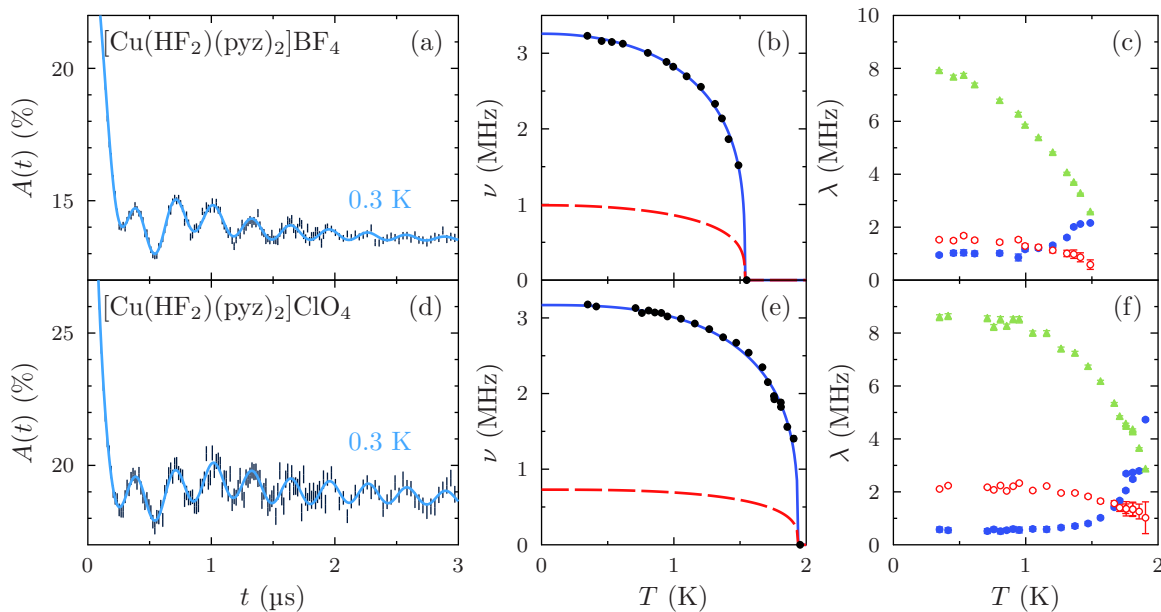 [Cu(HF₂)(pyz)₂]BF₄
(a)
0.3 K
A(t) (%)
21
18
15
(b)
ν (MHz)
3
2
1
0
(c)
λ (MHz)
10
8
6
4
2
0
[Cu(HF₂)(pyz)₂]ClO₄
(d)
0.3 K
A(t) (%)
25
20
0
1
2
3
t (µs)
(e)
ν (MHz)
3
2
1
0
0
1
2
T (K)
(f)
λ (MHz)
8
6
4
2
0
0
1
2
T (K)